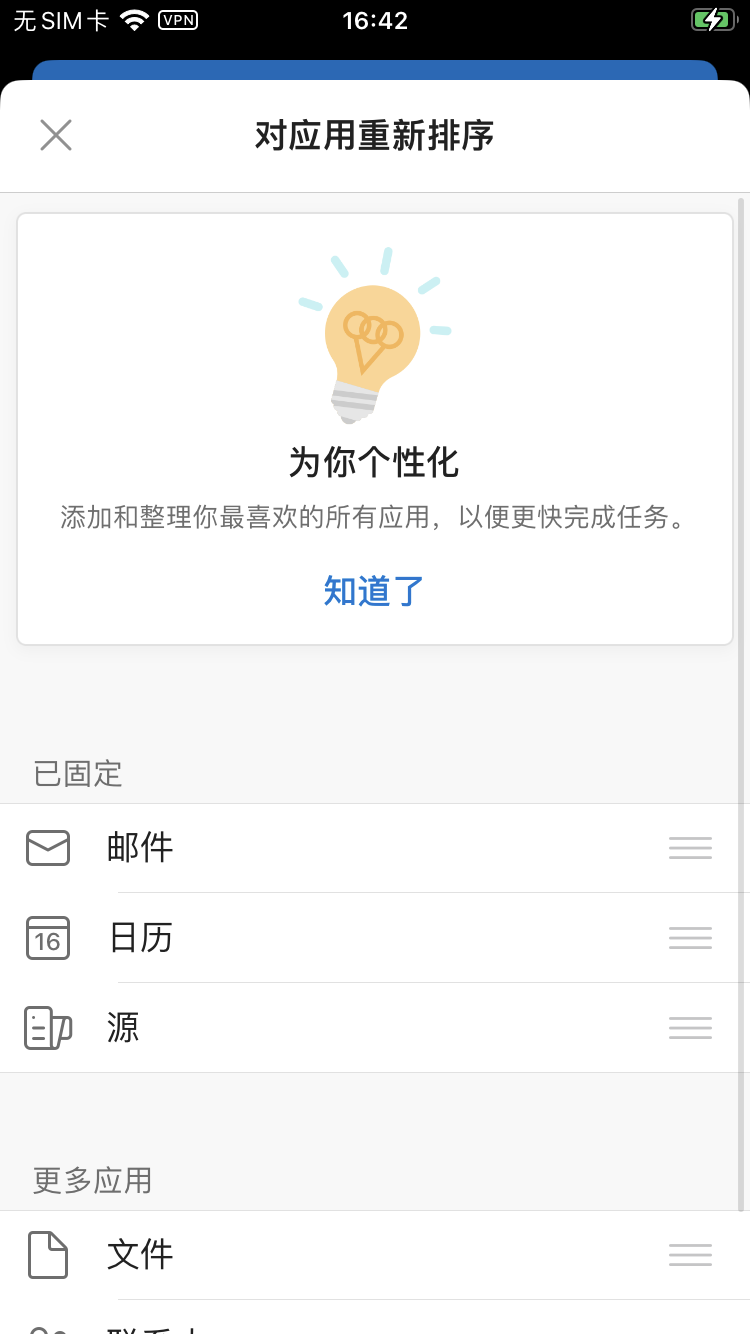 无SIM卡 VPN 16:42
对应用重新排序
为你个性化
添加和整理你最喜欢的所有应用，以便更快完成任务。
知道了
已固定
邮件
16 日历
源
更多应用
文件